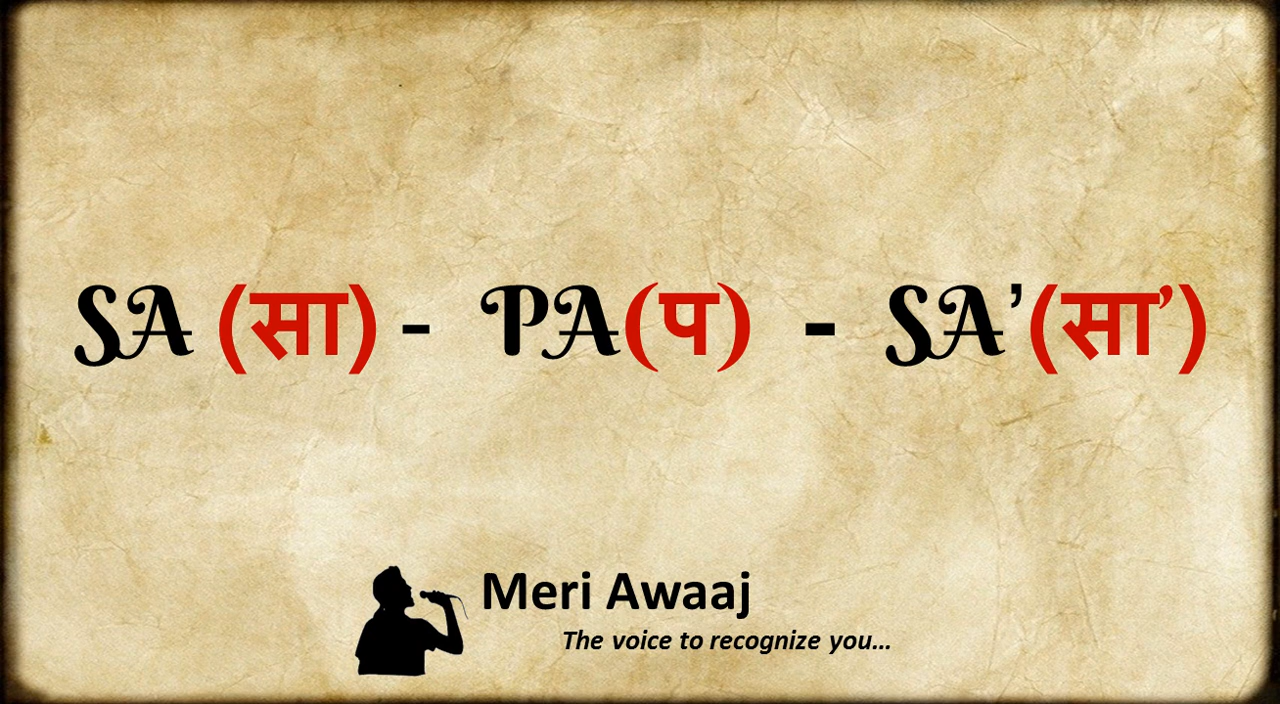 SA (सा) - PA(प) - SA’(सा’)
Meri Awaaj
The voice to recognize you...